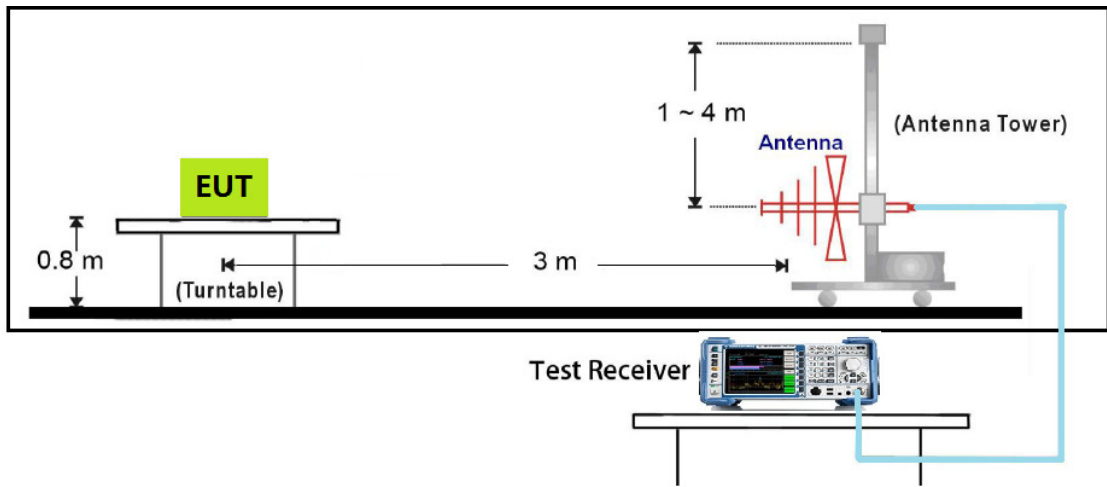 1 ~ 4 m
(Antenna Tower)
Antenna
EUT
0.8 m
3 m
(Turntable)
Test Receiver